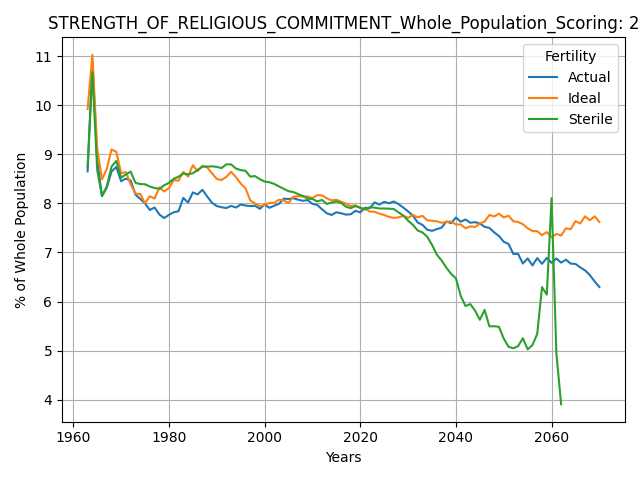 STRENGTH_OF_RELIGIOUS_COMMITMENT_Whole_Population_Scoring: 2
Fertility
Actual
Ideal
Sterile
% of Whole Population
11
10
9
8
7
6
5
4
1960 1980 2000 2020 2040 2060
Years